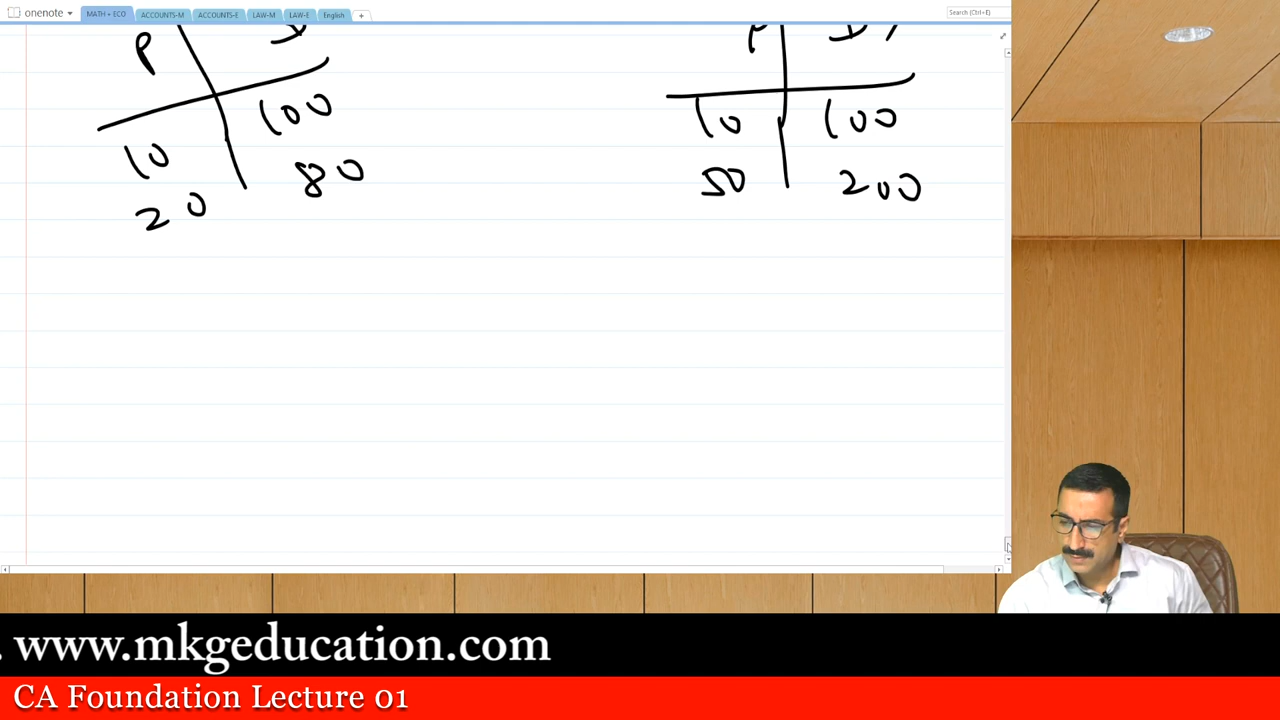 onenote MATH + ECO ACCOUNTS-M ACCOUNTS-E LAW-M LAW-E English + Search (Ctrl+E)
P
10 100
20 80
10 100
50 200
www.mkgeducation.com
CA Foundation Lecture 01